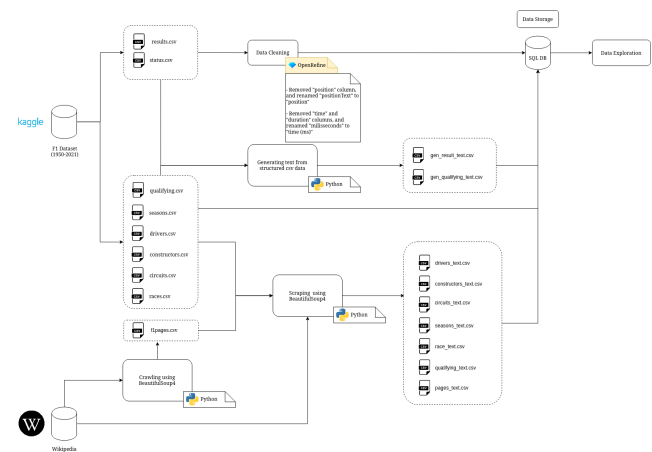 Data Storage
results.csv
status.csv
Data Cleaning
SQL DB
Data Exploration
OpenRefine
- Removed "position" column,
and renamed "positionText" to
"position"
- Removed "time" and
"duration" columns, and
renamed "milisseconds" to
"time (ms)"
kaggle
F1 Dataset
(1950-2021)
Generating text from
structured csv data
Python
gen_result_text.csv
gen_qualifying_text.csv
qualifying.csv
seasons.csv
drivers.csv
constructors.csv
circuits.csv
races.csv
f1pages.csv
Scraping using
BeautifulSoup4
Python
drivers_text.csv
constructors_text.csv
circuits_text.csv
seasons_text.csv
race_text.csv
qualifying_text.csv
pages_text.csv
Crawling using
BeautifulSoup4
Python
W
Wikipedia